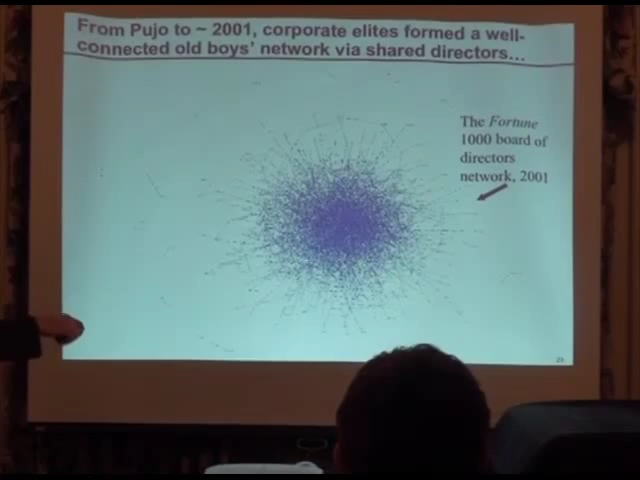 From Pujo to ~ 2001, corporate elites formed a well-
connected old boys' network via shared directors...
The Fortune
1000 board of
directors
network, 2001